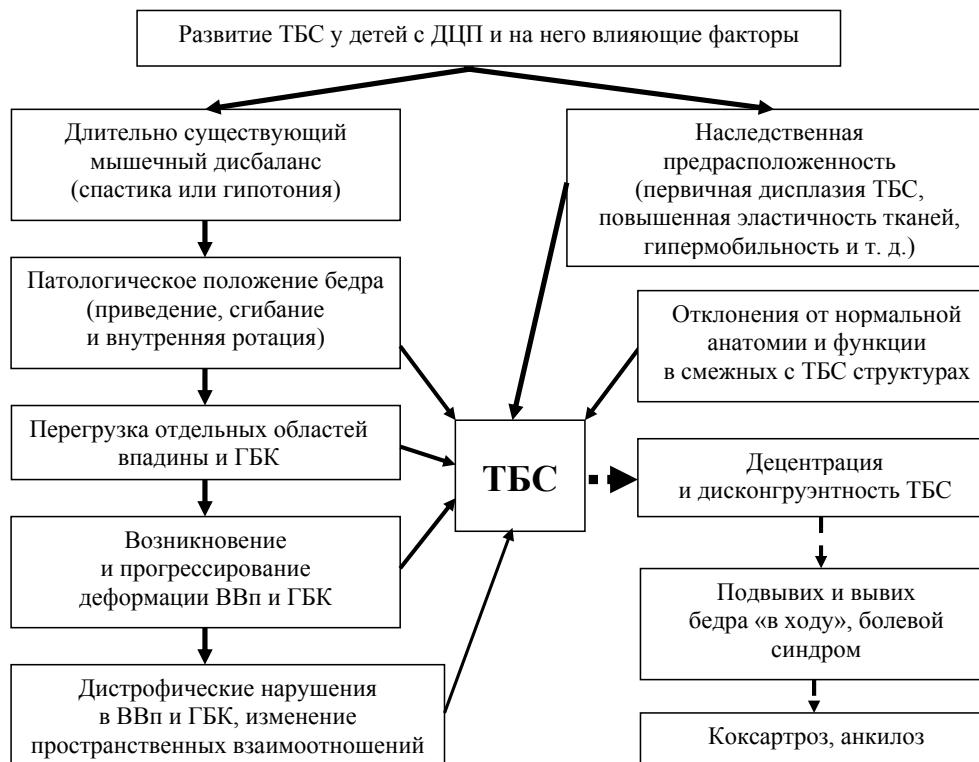 Развитие ТБС у детей с ДЦП и на него влияющие факторы
Длительно существующий
мышечный дисбаланс
(спастика или гипотония)
Наследственная
предрасположенность
(первичная дисплазия ТБС,
повышенная эластичность тканей,
гипермобильность и т. д.)
Патологическое положение бедра
(приведение, сгибание
и внутренняя ротация)
Отклонения от нормальной
анатомии и функции
в смежных с ТБС структурах
Перегрузка отдельных областей
впадины и ГБК
ТБС
Децентрация
и дисконгруэнтность ТБС
Возникновение
и прогрессирование
деформации ВВп и ГБК
Подвывих и вывих
бедра «в ходу», болевой
синдром
Дистрофические нарушения
в ВВп и ГБК, изменение
пространственных взаимоотношений
Коксартроз, анкилоз